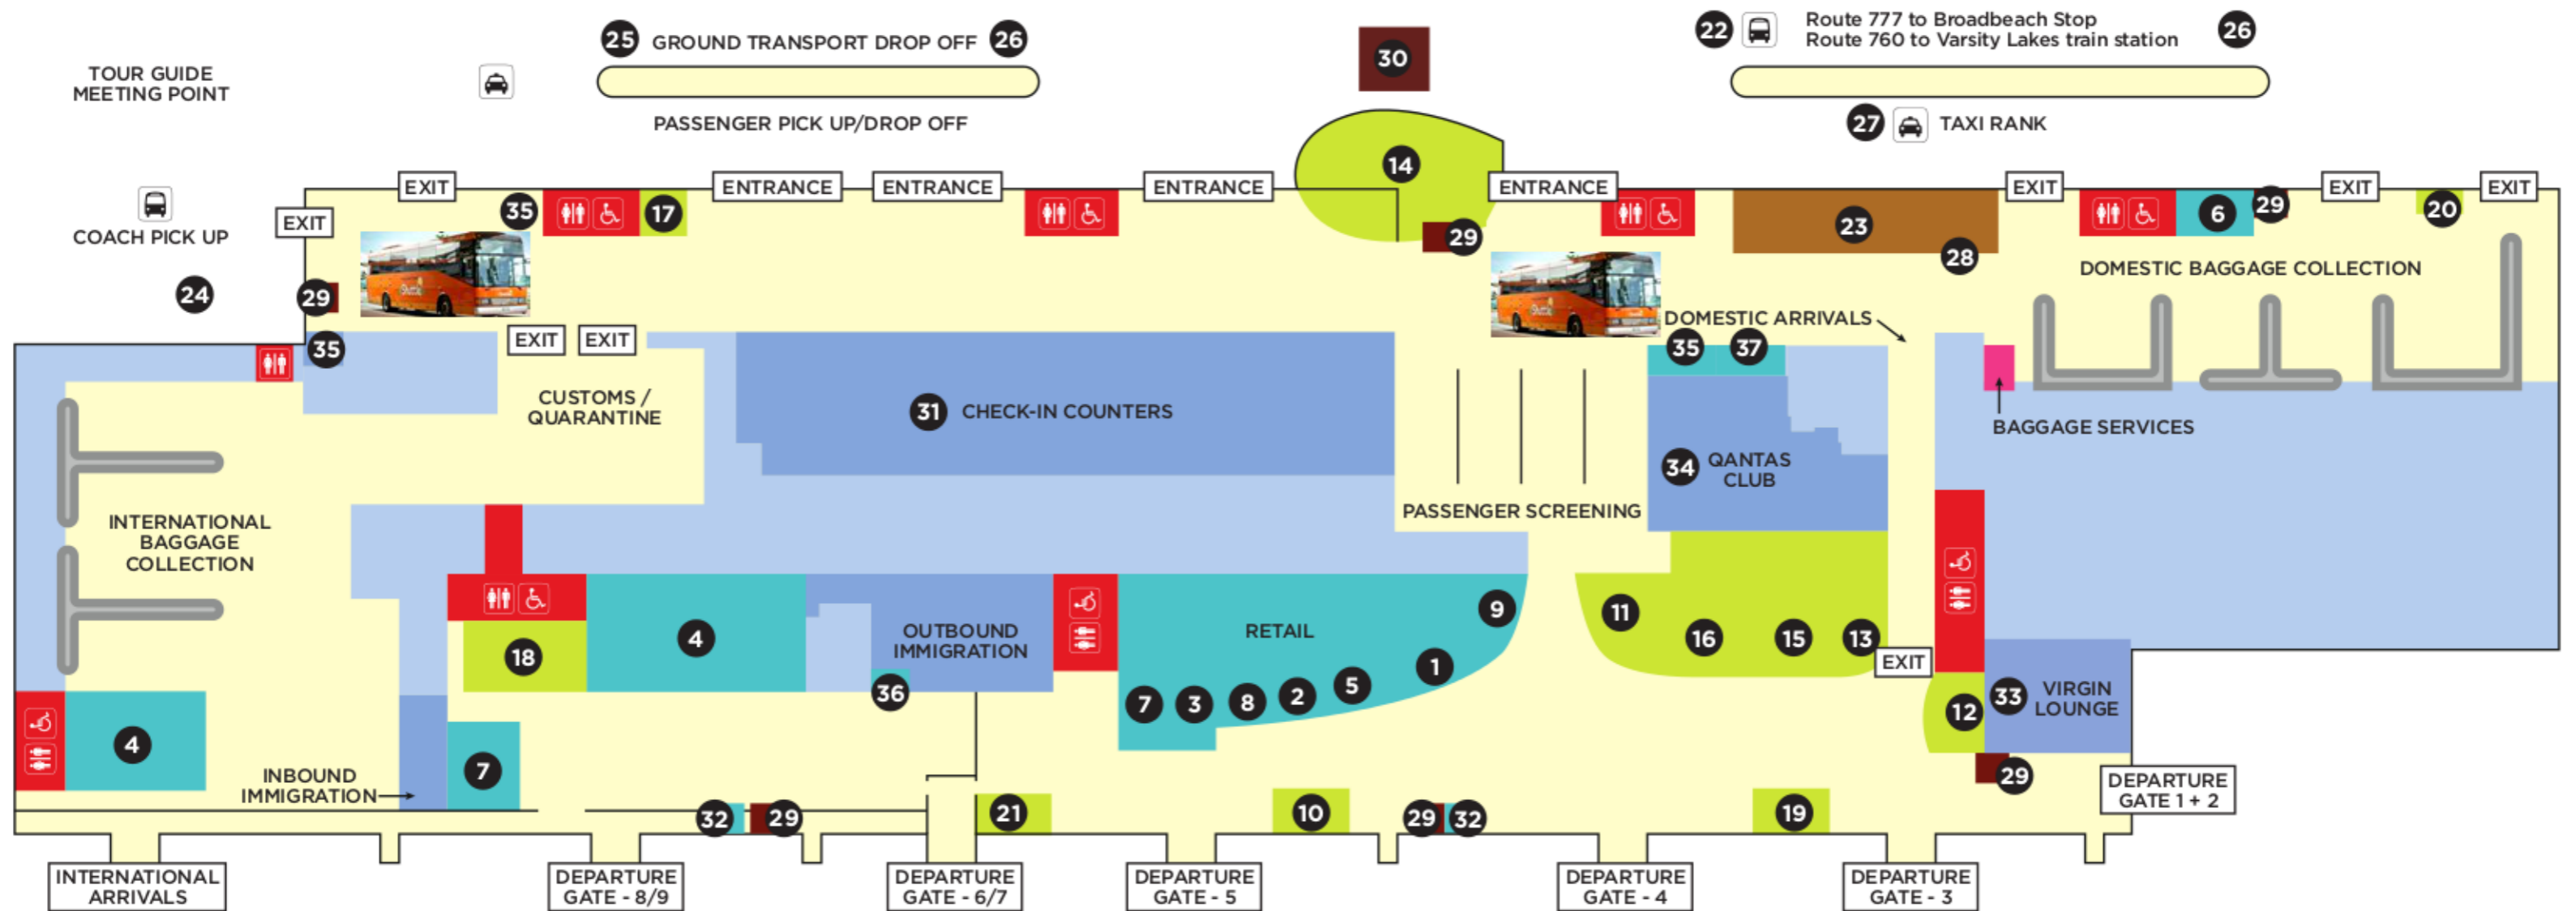 25 GROUND TRANSPORT DROP OFF 26
22 Route 777 to Broadbeach Stop
Route 760 to Varsity Lakes train station 26
30
TOUR GUIDE
MEETING POINT
PASSENGER PICK UP/DROP OFF
27 TAXI RANK
14
EXIT
ENTRANCE
ENTRANCE
ENTRANCE
ENTRANCE
EXIT
EXIT
EXIT
COACH PICK UP
24
EXIT
35
17
29
23
28
6
29
20
DOMESTIC BAGGAGE COLLECTION
29
35
EXIT
EXIT
DOMESTIC ARRIVALS
35
37
CUSTOMS /
QUARANTINE
31 CHECK-IN COUNTERS
BAGGAGE SERVICES
34 QANTAS
CLUB
PASSENGER SCREENING
INTERNATIONAL
BAGGAGE
COLLECTION
18
4
OUTBOUND
IMMIGRATION
36
RETAIL
9
1
5
2
8
3
7
11
16
15
13
EXIT
12
33 VIRGIN
LOUNGE
29
4
INBOUND
IMMIGRATION
7
32
29
21
10
29
32
19
DEPARTURE
GATE 1 + 2
INTERNATIONAL
ARRIVALS
DEPARTURE
GATE - 8/9
DEPARTURE
GATE - 6/7
DEPARTURE
GATE - 5
DEPARTURE
GATE - 4
DEPARTURE
GATE - 3